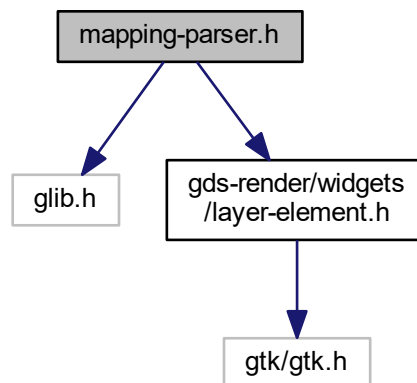 mapping-parser.h
glib.h
gds-render/widgets
/layer-element.h
gtk/gtk.h